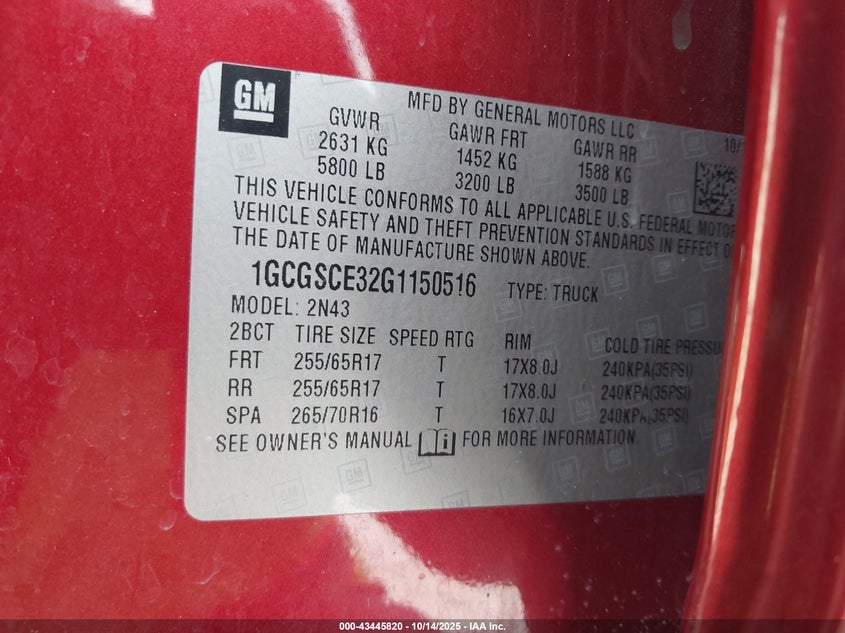 GM
MFD BY GENERAL MOTORS LLC
GVWR GAWR FRT GAWR RR 10/
2631 KG 1452 KG 1588 KG
5800 LB 3200 LB 3500 LB
THIS VEHICLE CONFORMS TO ALL APPLICABLE U.S. FEDERAL MOTOR
VEHICLE SAFETY AND THEFT PREVENTION STANDARDS IN EFFECT O
THE DATE OF MANUFACTURE SHOWN ABOVE.
1GCGSCE32G1150516 TYPE: TRUCK
MODEL: 2N43
2BCT TIRE SIZE SPEED RTG RIM COLD TIRE PRESSU
FRT 255/65R17 T 17X8.0J 240KPA(35PSI)
RR 255/65R17 T 17X8.0J 240KPA(35PSI)
SPA 265/70R16 T 16X7.0J 240KPA(35PSI)
SEE OWNER'S MANUAL FOR MORE INFORMATION
000-43445820 - 10/14/2025 - IAA Inc.